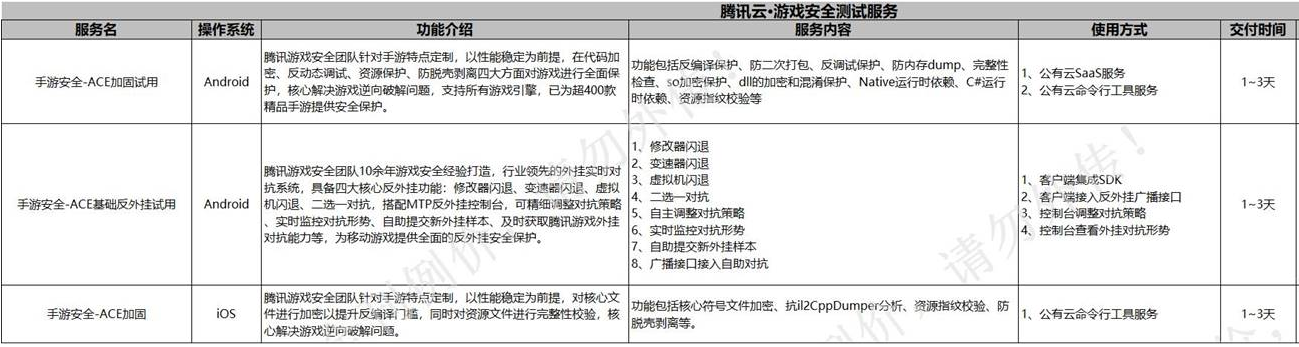 腾讯云·游戏安全测试服务
服务名 操作系统 功能介绍 服务内容 使用方式 交付时间
手游安全-ACE加固试用
Android
腾讯游戏安全团队针对手游特点定制，以性能稳定为前提，在代码加
密、反动态调试、资源保护、防脱壳剥离四大方面对游戏进行全面保
护，核心解决游戏逆向破解问题，支持所有游戏引擎，已为超400款
精品手游提供安全保护。
功能包括反编译保护、防二次打包、反调试保护、防内存dump、完整性
检查、so加密保护、dll的加密和混淆保护、Native运行时依赖、C#运行
时依赖、资源指纹校验等
1、公有云SaaS服务
2、公有云命令行工具服务
1~3天
手游安全-ACE基础反外挂试用
Android
腾讯游戏安全团队10余年游戏安全经验打造，行业领先的外挂实时对
抗系统，具备四大核心反外挂功能：修改器闪退、变速器闪退、虚拟
机闪退、二选一对抗，搭配MTP反外挂控制台，可精细调整对抗策略
、实时监控对抗形势、自助提交新外挂样本、及时获取腾讯游戏外挂
对抗能力等，为移动游戏提供全面的反外挂安全保护。
1、修改器闪退
2、变速器闪退
3、虚拟机闪退
4、二选一对抗
5、自主调整对抗策略
6、实时监控对抗形势
7、自助提交新外挂样本
8、广播接口接入自助对抗
1、客户端集成SDK
2、客户端接入反外挂广播接口
3、控制台调整对抗策略
4、控制台查看外挂对抗形势
1~3天
手游安全-ACE加固
iOS
腾讯游戏安全团队针对手游特点定制，以性能稳定为前提，对核心文
件进行加密以提升反编译门槛，同时对资源文件进行完整性校验，核
心解决游戏逆向破解问题。
功能包括核心符号文件加密、抗il2CppDumper分析、资源指纹校验、防
脱壳剥离等。
1、公有云命令行工具服务
1~3天